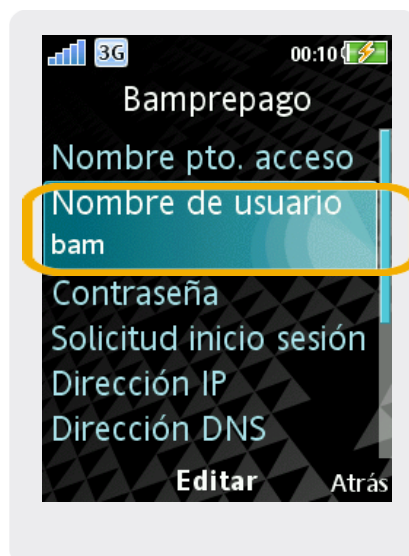 3G 00:10
Bamprepago
Nombre pto. acceso
Nombre de usuario
bam
Contraseña
Solicitud inicio sesión
Dirección IP
Dirección DNS
Editar Atrás